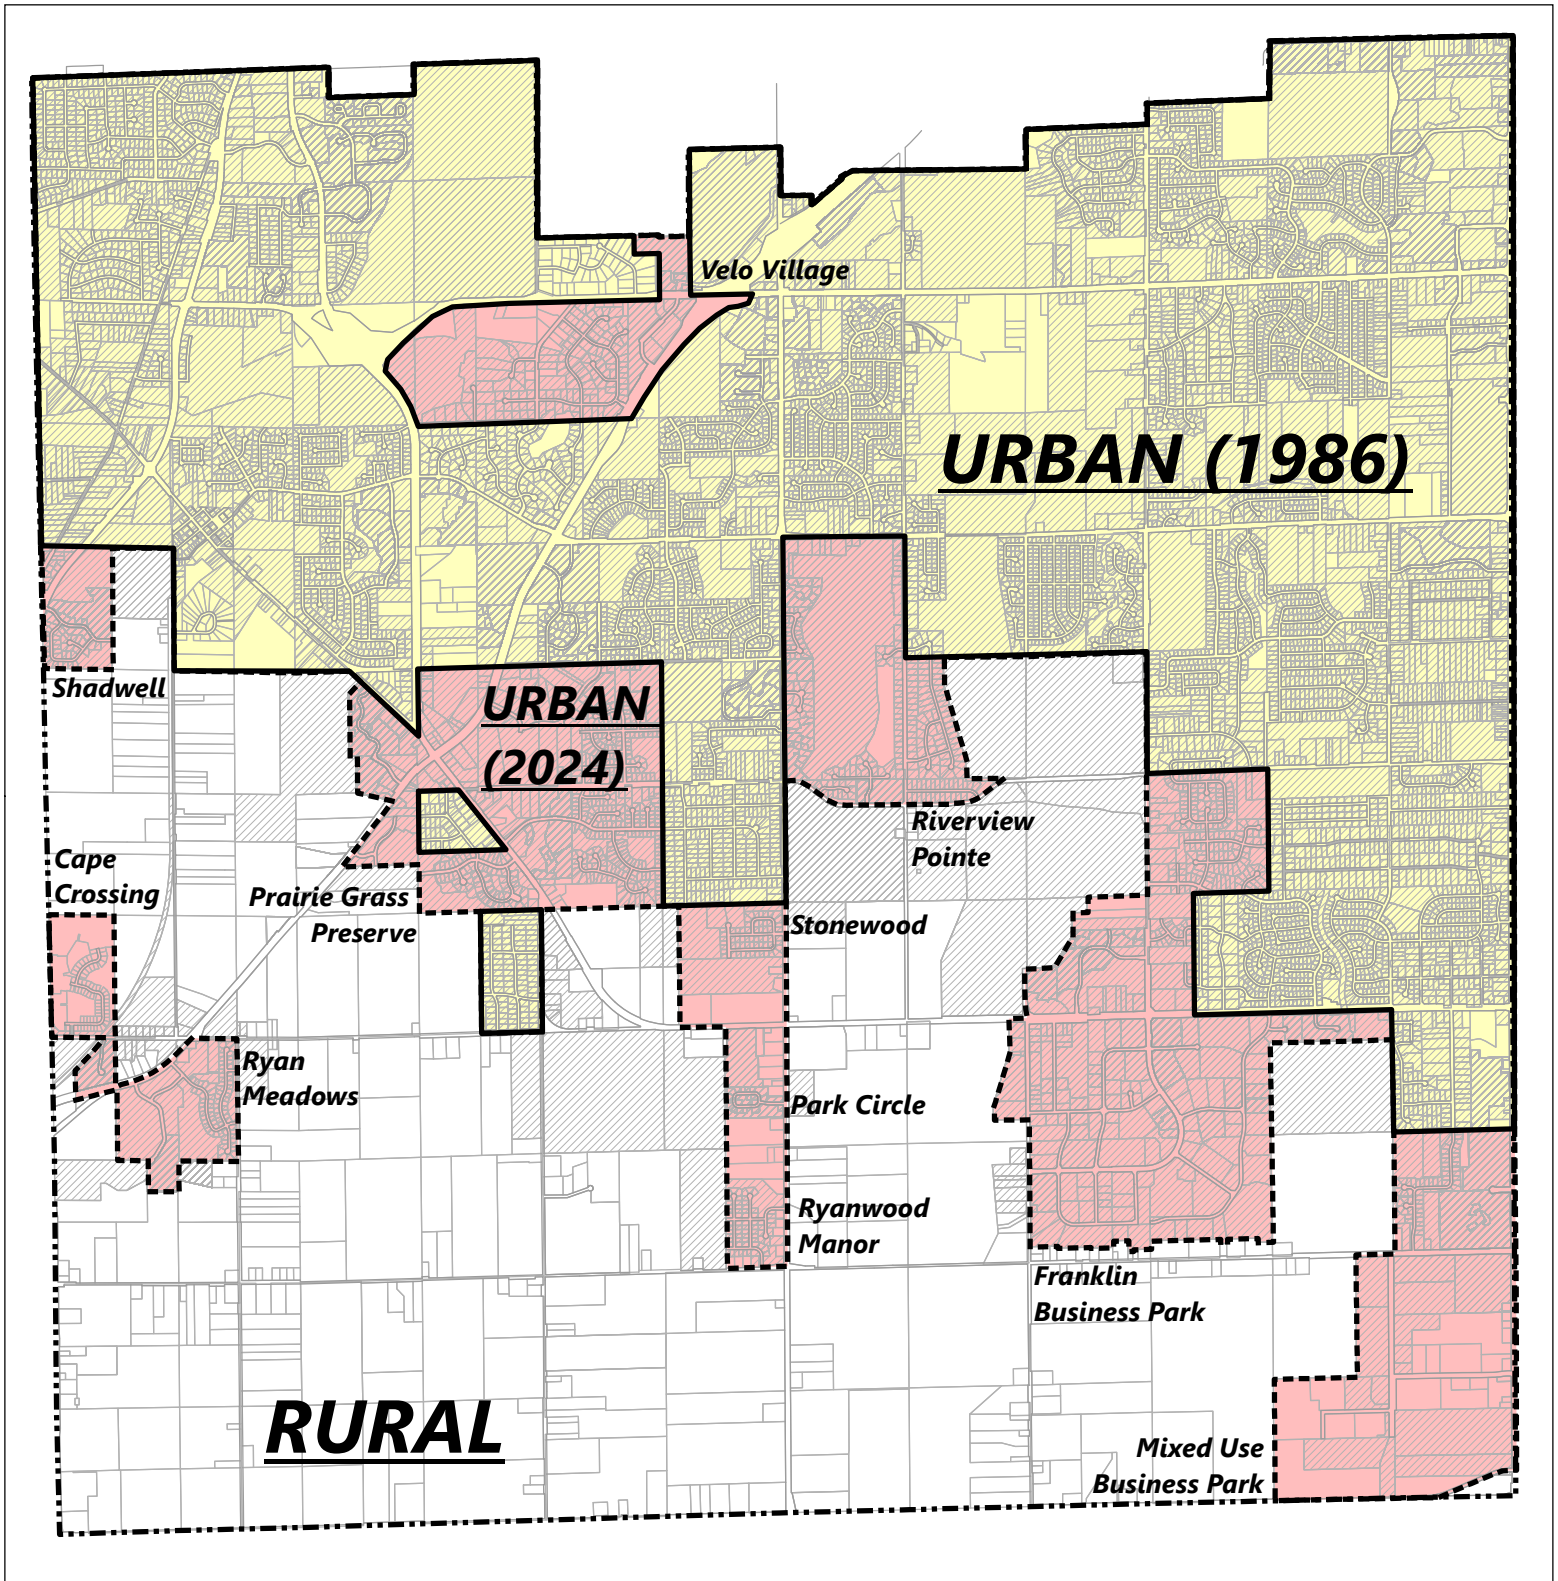 Velo Village
URBAN (1986)
Shadwell
URBAN
(2024)
Riverview
Pointe
Cape
Crossing
Prairie Grass
Preserve
Stonewood
Ryan
Meadows
Park Circle
Ryanwood
Manor
Franklin
Business Park
RURAL
Mixed Use
Business Park